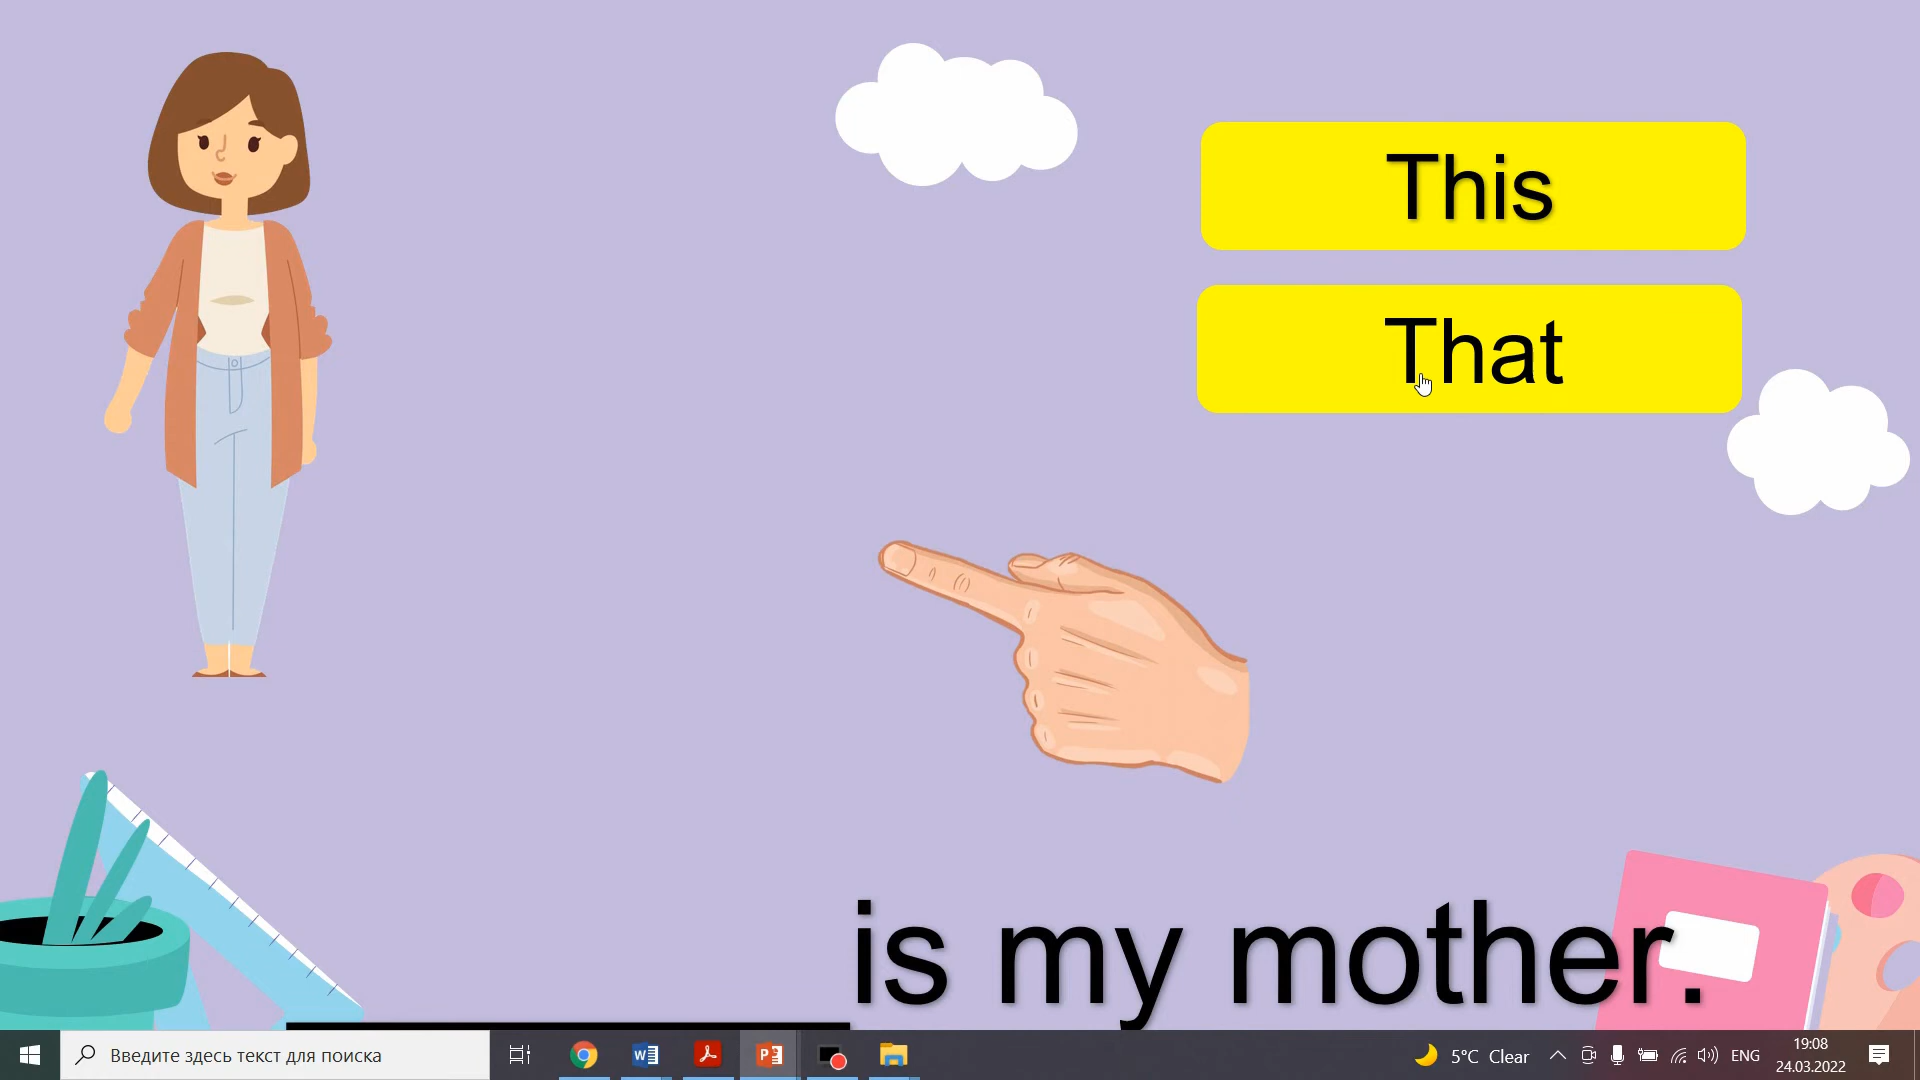 This
That
is my mother.
Введите здесь текст для поиска
5°C Clear
ENG
19:08
24.03.2022